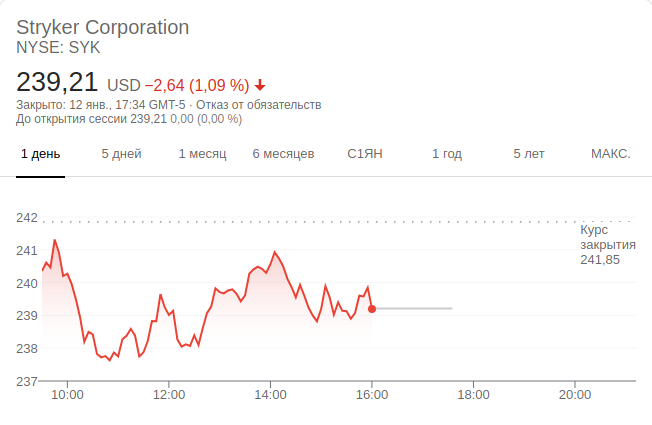 Stryker Corporation
NYSE: SYK
239,21 USD −2,64 (1,09 %)
Закрыто: 12 янв., 17:34 GMT-5 · Отказ от обязательств
До открытия сессии 239,21 0,00 (0,00 %)
1 день 5 дней 1 месяц 6 месяцев С1ЯН 1 год 5 лет МАКС.
242
Курс
закрытия
241,85
241
240
239
238
237
10:00 12:00 14:00 16:00 18:00 20:00